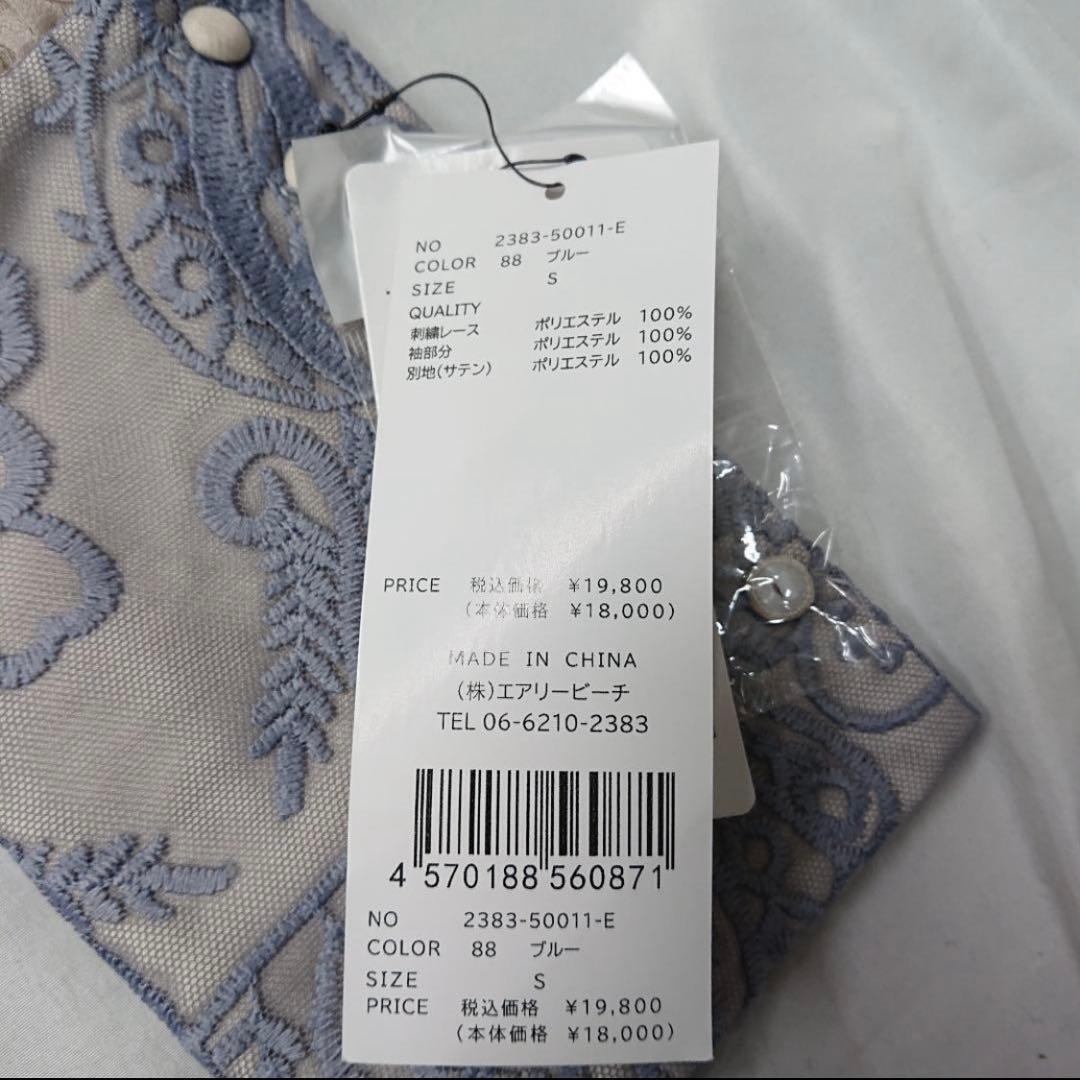 NO 2383-50011-E
COLOR 88 ブルー
SIZE S
QUALITY
刺繍レース ポリエステル 100%
袖部分 ポリエステル 100%
別地(サテン) ポリエステル 100%
PRICE 税込価格 ¥19,800
(本体価格 ¥18,000)
MADE IN CHINA
(株)エアリービーチ
TEL 06-6210-2383
4 570188 560871
NO 2383-50011-E
COLOR 88 ブルー
SIZE S
PRICE 税込価格 ¥19,800
(本体価格 ¥18,000)